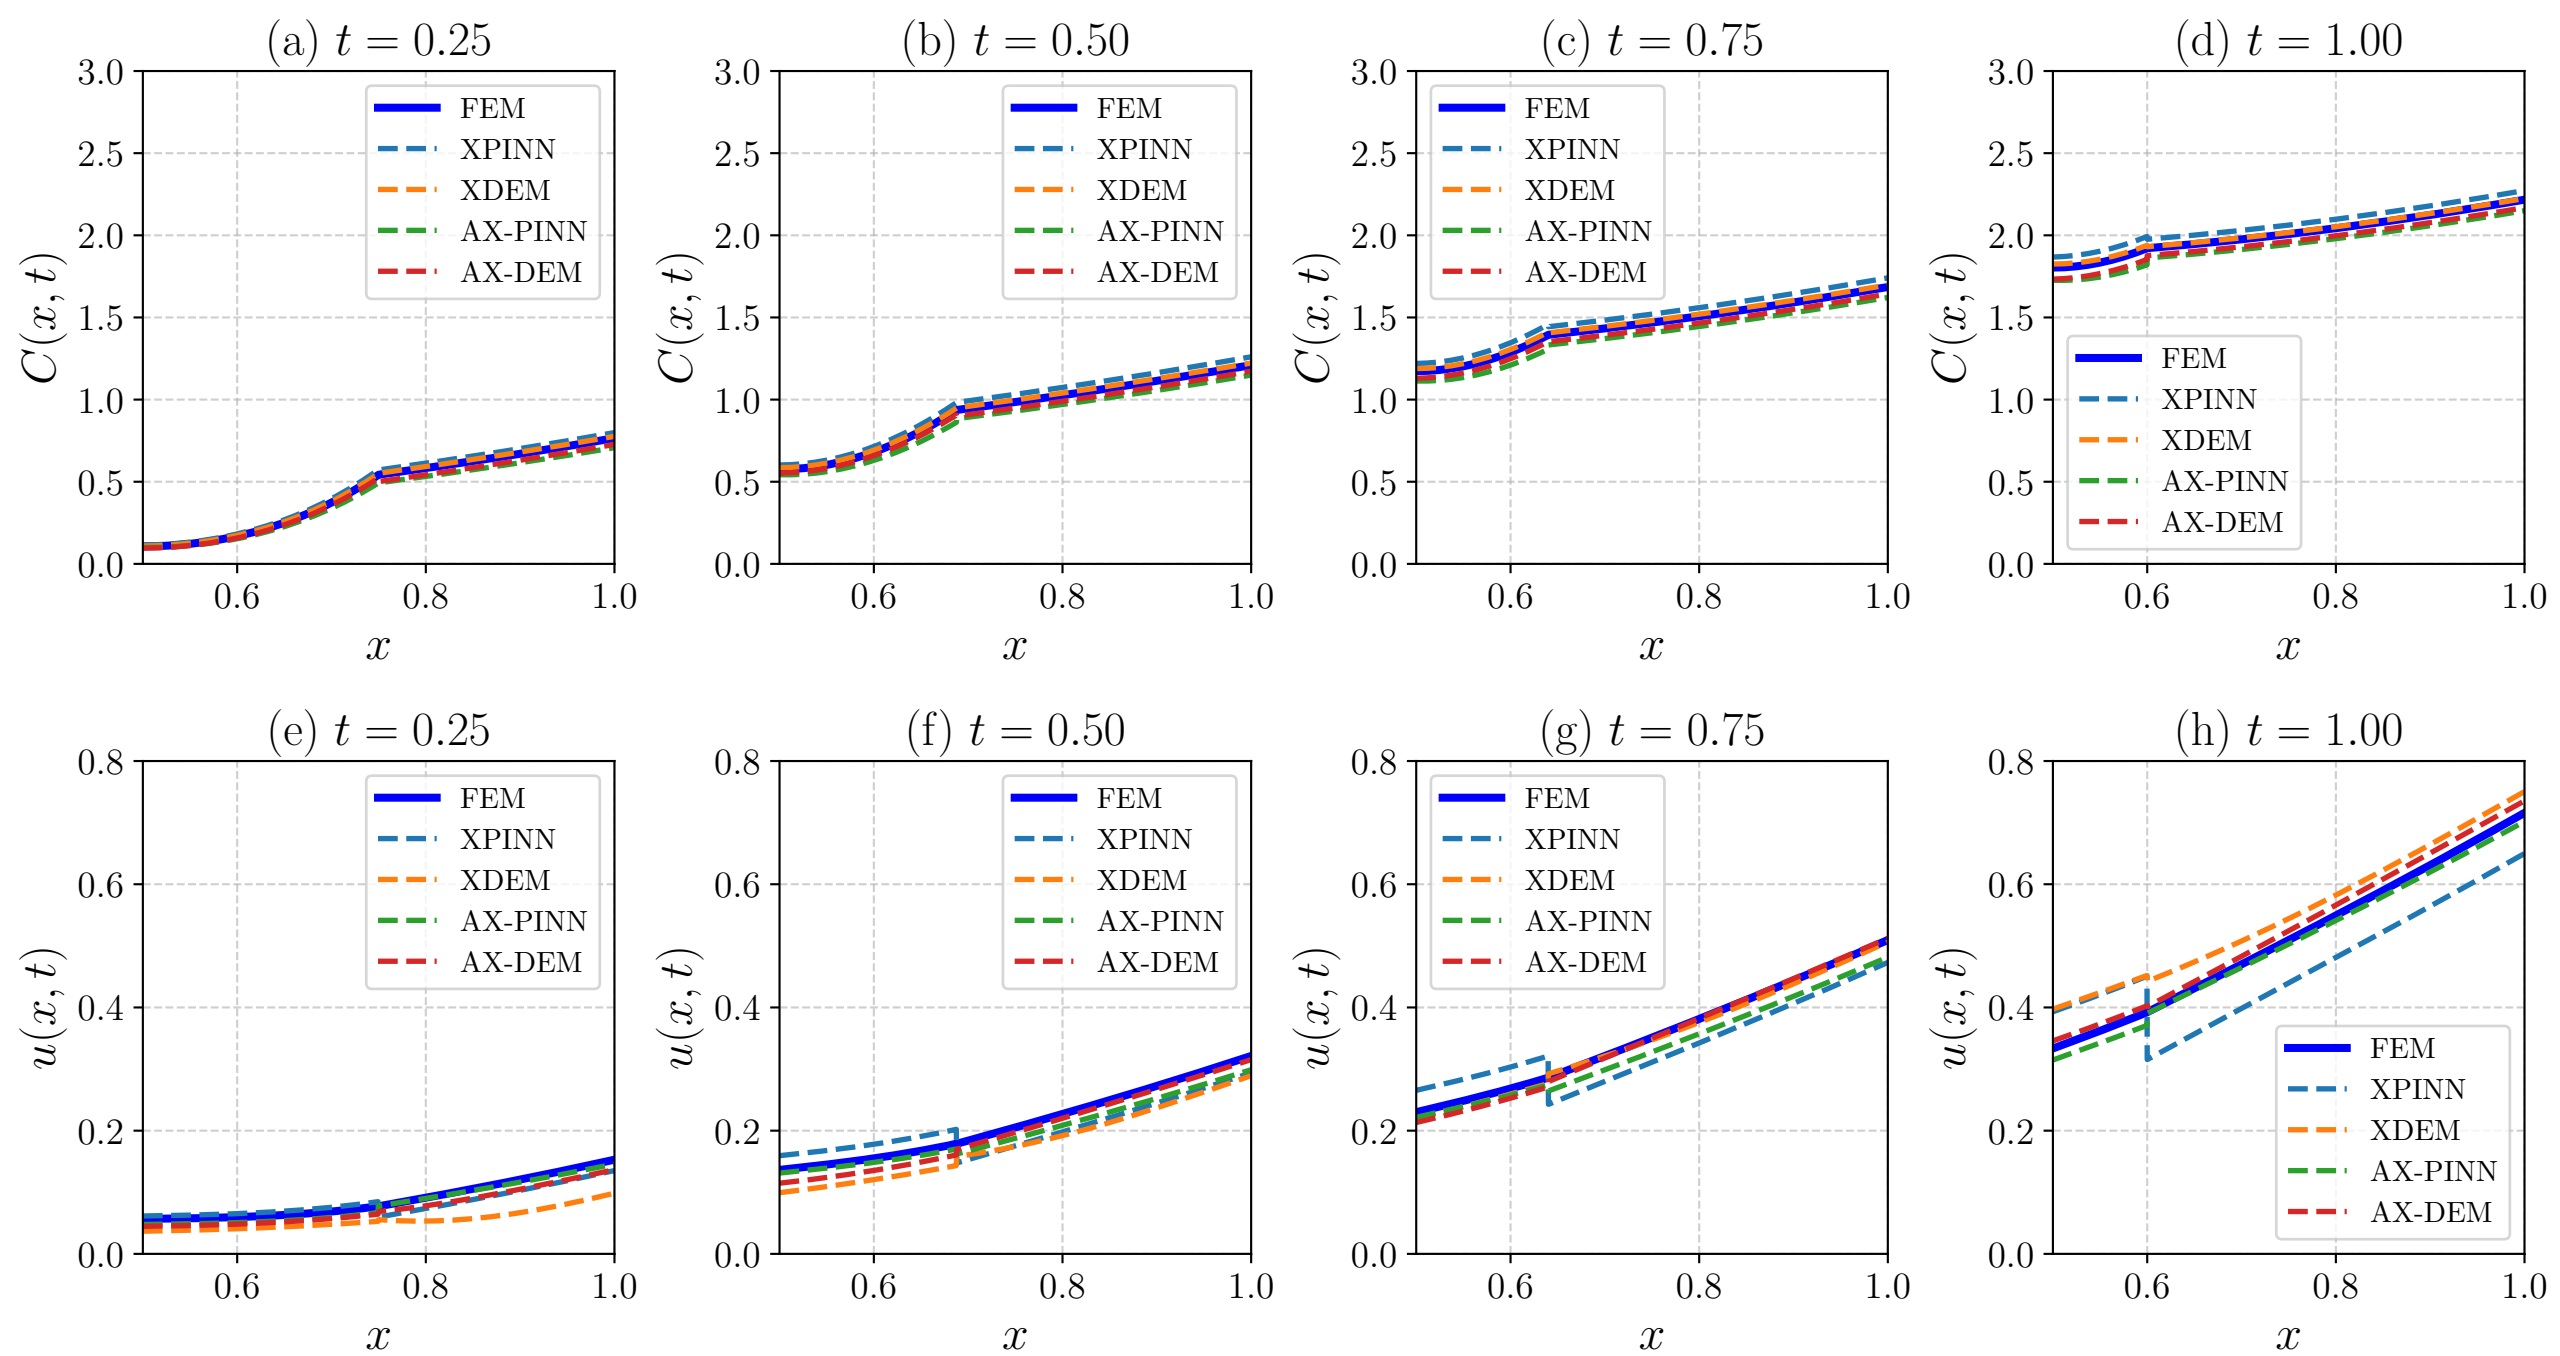 (a) t = 0.25
C(x, t)
3.0
2.5
2.0
1.5
1.0
0.5
0.0
FEM
XPINN
XDEM
AX-PINN
AX-DEM
0.6 0.8 1.0
x
(b) t = 0.50
C(x, t)
3.0
2.5
2.0
1.5
1.0
0.5
0.0
FEM
XPINN
XDEM
AX-PINN
AX-DEM
0.6 0.8 1.0
x
(c) t = 0.75
C(x, t)
3.0
2.5
2.0
1.5
1.0
0.5
0.0
FEM
XPINN
XDEM
AX-PINN
AX-DEM
0.6 0.8 1.0
x
(d) t = 1.00
C(x, t)
3.0
2.5
2.0
1.5
1.0
0.5
0.0
FEM
XPINN
XDEM
AX-PINN
AX-DEM
0.6 0.8 1.0
x
(e) t = 0.25
u(x, t)
0.8
0.6
0.4
0.2
0.0
FEM
XPINN
XDEM
AX-PINN
AX-DEM
0.6 0.8 1.0
x
(f) t = 0.50
u(x, t)
0.8
0.6
0.4
0.2
0.0
FEM
XPINN
XDEM
AX-PINN
AX-DEM
0.6 0.8 1.0
x
(g) t = 0.75
u(x, t)
0.8
0.6
0.4
0.2
0.0
FEM
XPINN
XDEM
AX-PINN
AX-DEM
0.6 0.8 1.0
x
(h) t = 1.00
u(x, t)
0.8
0.6
0.4
0.2
0.0
FEM
XPINN
XDEM
AX-PINN
AX-DEM
0.6 0.8 1.0
x